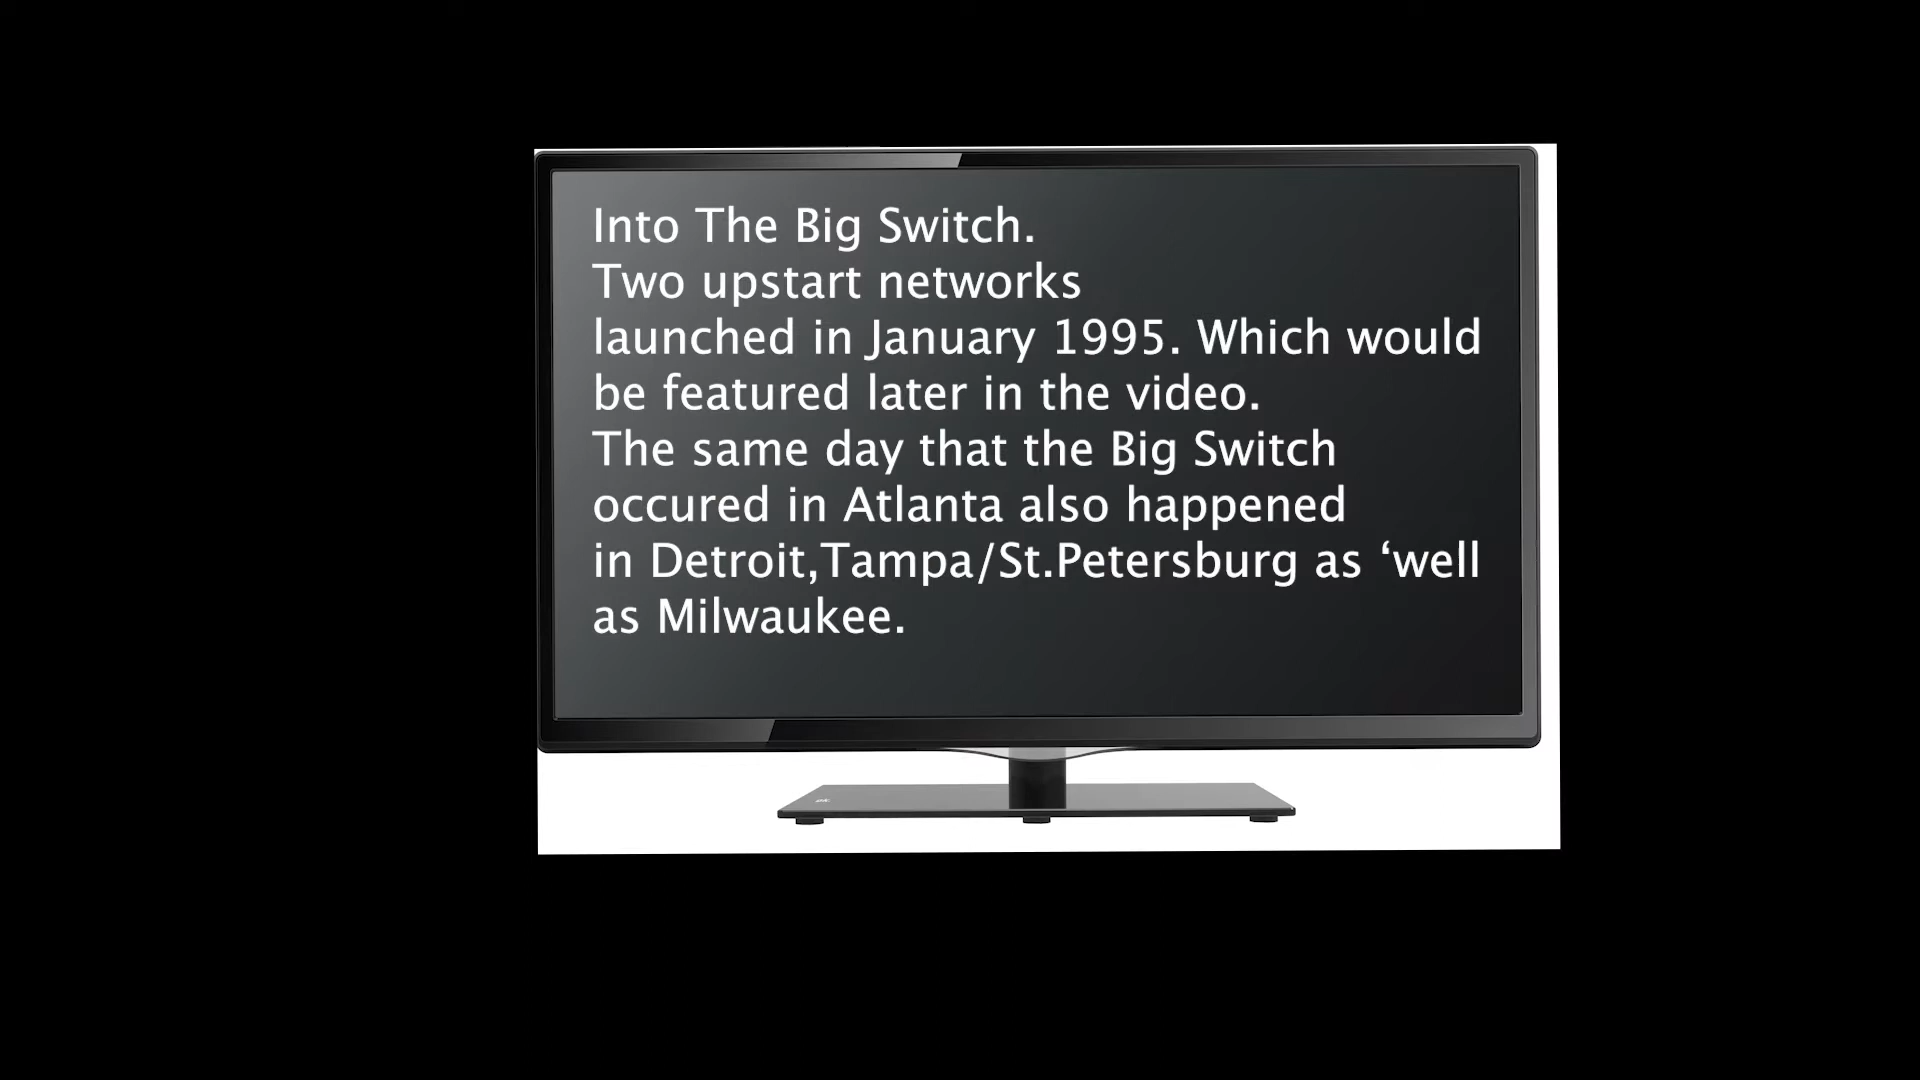 Into The Big Switch.
Two upstart networks
launched in January 1995. Which would
be featured later in the video.
The same day that the Big Switch
occured in Atlanta also happened
in Detroit,Tampa/St.Petersburg as ‘well
as Milwaukee.